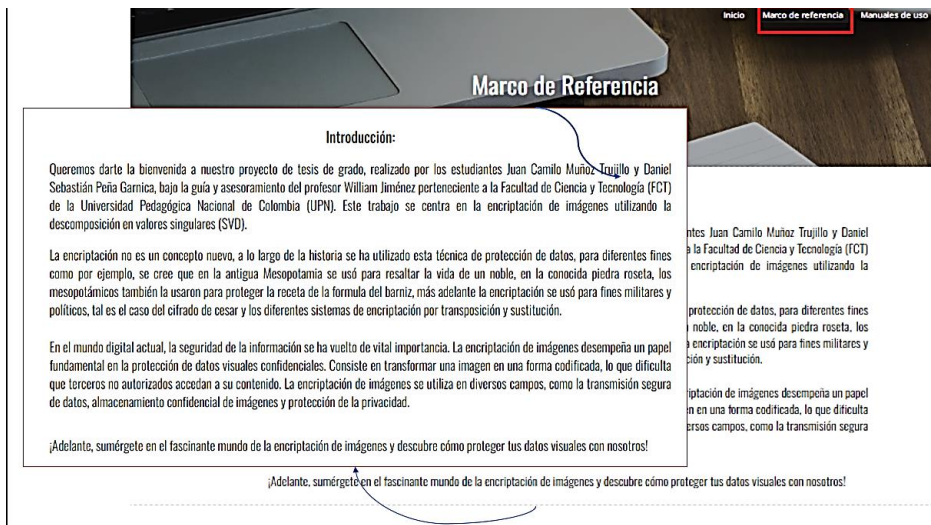 Inicio Marco de referencia Manuales de uso
Marco de Referencia
Introducción:
Queremos darte la bienvenida a nuestro proyecto de tesis de grado, realizado por los estudiantes Juan Camilo Muñoz Trujillo y Daniel
Sebastián Peña Garnica, bajo la guía y asesoramiento del profesor William Jiménez perteneciente a la Facultad de Ciencia y Tecnología (FCT)
de la Universidad Pedagógica Nacional de Colombia (UPN). Este trabajo se centra en la encriptación de imágenes utilizando la
descomposición en valores singulares (SVD).
La encriptación no es un concepto nuevo, a lo largo de la historia se ha utilizado esta técnica de protección de datos, para diferentes fines
como por ejemplo, se cree que en la antigua Mesopotamia se usó para resaltar la vida de un noble, en la conocida piedra roseta, los
mesopotámicos también la usaron para proteger la receta de la formula del barniz, más adelante la encriptación se usó para fines militares y
políticos, tal es el caso del cifrado de cesar y los diferentes sistemas de encriptación por transposición y sustitución.
En el mundo digital actual, la seguridad de la información se ha vuelto de vital importancia. La encriptación de imágenes desempeña un papel
fundamental en la protección de datos visuales confidenciales. Consiste en transformar una imagen en una forma codificada, lo que dificulta
que terceros no autorizados accedan a su contenido. La encriptación de imágenes se utiliza en diversos campos, como la transmisión segura
de datos, almacenamiento confidencial de imágenes y protección de la privacidad.
¡Adelante, sumérgete en el fascinante mundo de la encriptación de imágenes y descubre cómo proteger tus datos visuales con nosotros!
ntes Juan Camilo Muñoz Trujillo y Daniel
a la Facultad de Ciencia y Tecnología (FCT)
encriptación de imágenes utilizando la
protección de datos, para diferentes fines
noble, en la conocida piedra roseta, los
encriptación se usó para fines militares y
ción y sustitución.
iptación de imágenes desempeña un papel
en en una forma codificada, lo que dificulta
ersos campos, como la transmisión segura
¡Adelante, sumérgete en el fascinante mundo de la encriptación de imágenes y descubre cómo proteger tus datos visuales con nosotros!